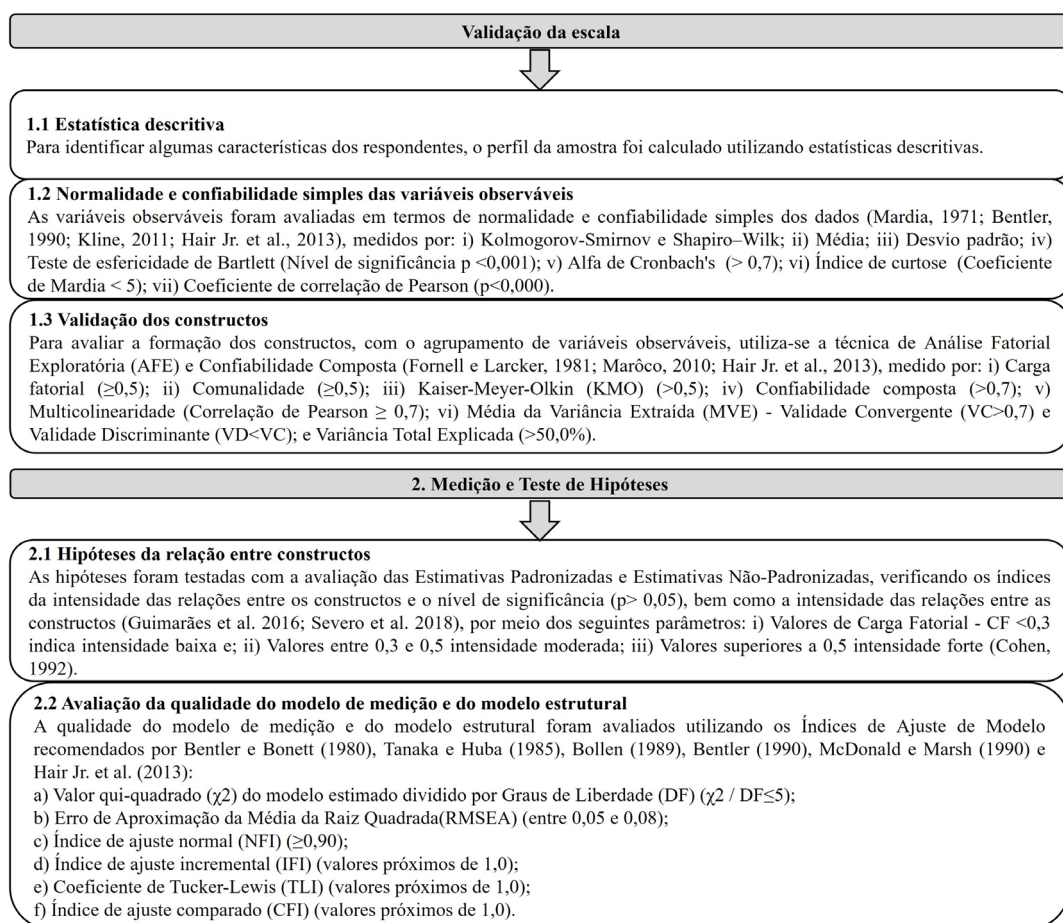 Validação da escala
1.1 Estatística descritiva
Para identificar algumas características dos respondentes, o perfil da amostra foi calculado utilizando estatísticas descritivas.
1.2 Normalidade e confiabilidade simples das variáveis observáveis
As variáveis observáveis foram avaliadas em termos de normalidade e confiabilidade simples dos dados (Mardia, 1971; Bentler,
1990; Kline, 2011; Hair Jr. et al., 2013), medidos por: i) Kolmogorov-Smirnov e Shapiro–Wilk; ii) Média; iii) Desvio padrão; iv)
Teste de esfericidade de Bartlett (Nível de significância p <0,001); v) Alfa de Cronbach's (> 0,7); vi) Índice de curtose (Coeficiente
de Mardia < 5); vii) Coeficiente de correlação de Pearson (p<0,000).
1.3 Validação dos constructos
Para avaliar a formação dos constructos, com o agrupamento de variáveis observáveis, utiliza-se a técnica de Análise Fatorial
Exploratória (AFE) e Confiabilidade Composta (Fornell e Larcker, 1981; Marôco, 2010; Hair Jr. et al., 2013), medido por: i) Carga
fatorial (≥0,5); ii) Comunalidade (≥0,5); iii) Kaiser-Meyer-Olkin (KMO) (>0,5); iv) Confiabilidade composta (>0,7); v)
Multicolinearidade (Correlação de Pearson ≥ 0,7); vi) Média da Variância Extraída (MVE) - Validade Convergente (VC>0,7) e
Validade Discriminante (VD<VC); e Variância Total Explicada (>50,0%).
2. Medição e Teste de Hipóteses
2.1 Hipóteses da relação entre constructos
As hipóteses foram testadas com a avaliação das Estimativas Padronizadas e Estimativas Não-Padronizadas, verificando os índices
da intensidade das relações entre os constructos e o nível de significância (p> 0,05), bem como a intensidade das relações entre as
constructos (Guimarães et al. 2016; Severo et al. 2018), por meio dos seguintes parâmetros: i) Valores de Carga Fatorial - CF <0,3
indica intensidade baixa e; ii) Valores entre 0,3 e 0,5 intensidade moderada; iii) Valores superiores a 0,5 intensidade forte (Cohen,
1992).
2.2 Avaliação da qualidade do modelo de medição e do modelo estrutural
A qualidade do modelo de medição e do modelo estrutural foram avaliados utilizando os Índices de Ajuste de Modelo
recomendados por Bentler e Bonett (1980), Tanaka e Huba (1985), Bollen (1989), Bentler (1990), McDonald e Marsh (1990) e
Hair Jr. et al. (2013):
a) Valor qui-quadrado (χ2) do modelo estimado dividido por Graus de Liberdade (DF) (χ2 / DF≤5);
b) Erro de Aproximação da Média da Raiz Quadrada(RMSEA) (entre 0,05 e 0,08);
c) Índice de ajuste normal (NFI) (≥0,90);
d) Índice de ajuste incremental (IFI) (valores próximos de 1,0);
e) Coeficiente de Tucker-Lewis (TLI) (valores próximos de 1,0);
f) Índice de ajuste comparado (CFI) (valores próximos de 1,0).